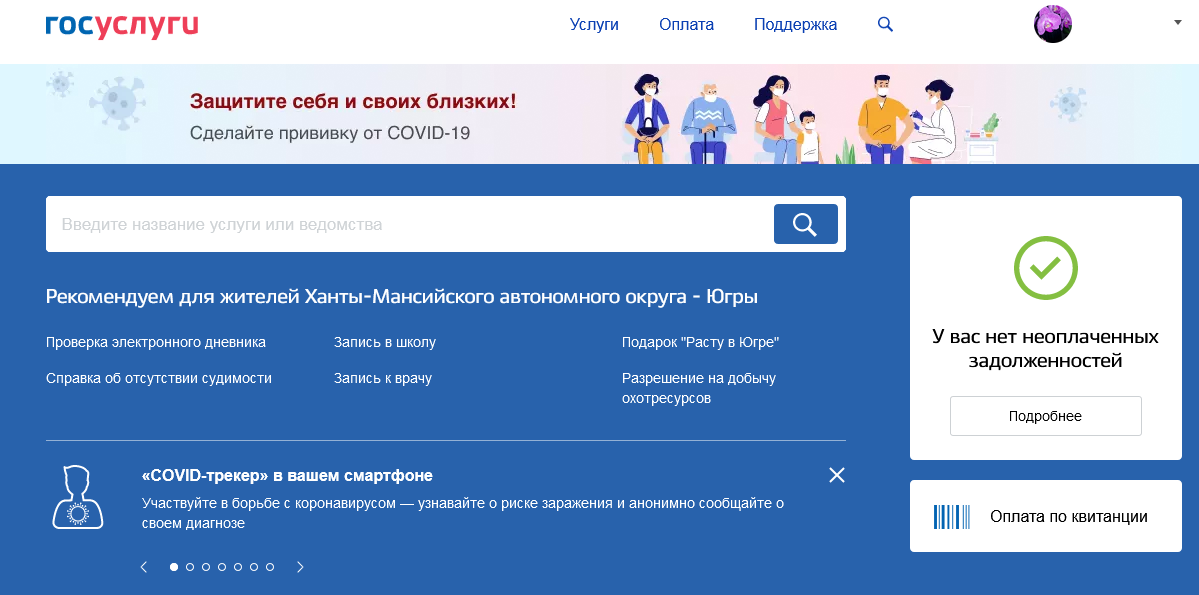 госуслуги
Услуги Оплата Поддержка
Защитите себя и своих близких!
Сделайте прививку от COVID-19
Введите название услуги или ведомства
Рекомендуем для жителей Ханты-Мансийского автономного округа - Югры
Проверка электронного дневника
Запись в школу
Подарок "Расту в Югре"
Справка об отсутствии судимости
Запись к врачу
Разрешение на добычу
охотресурсов
«COVID-трекер» в вашем смартфоне
Участвуйте в борьбе с коронавирусом — узнавайте о риске заражения и анонимно сообщайте о
своем диагнозе
У вас нет неоплаченных
задолженностей
Подробнее
Оплата по квитанции